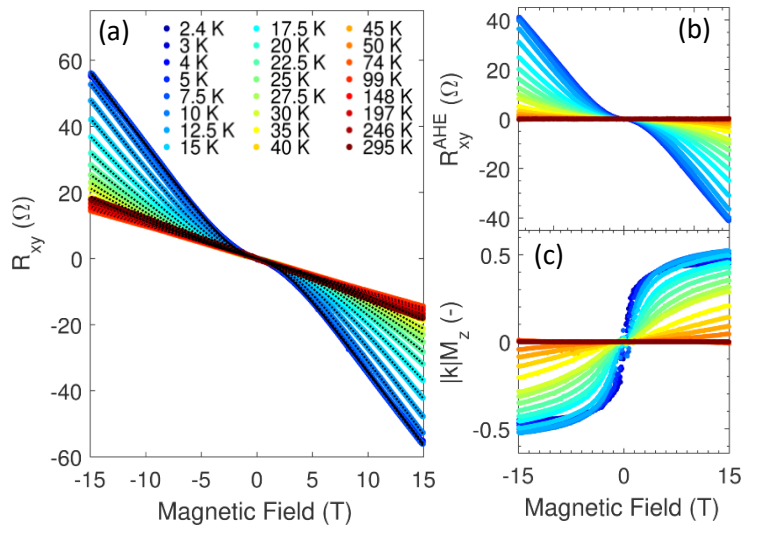 (a)
2.4 K 17.5 K 45 K
3 K 20 K 50 K
4 K 22.5 K 74 K
5 K 25 K 99 K
7.5 K 27.5 K 148 K
10 K 30 K 197 K
12.5 K 35 K 246 K
15 K 40 K 295 K
60
40
20
0
-20
-40
-60
R_xy (Ω)
-15 -10 -5 0 5 10 15
Magnetic Field (T)
(b)
40
20
0
-20
-40
R_xy^AHE (Ω)
(c)
0.5
0
-0.5
|k|M_z (-)
-15 0 15
Magnetic Field (T)